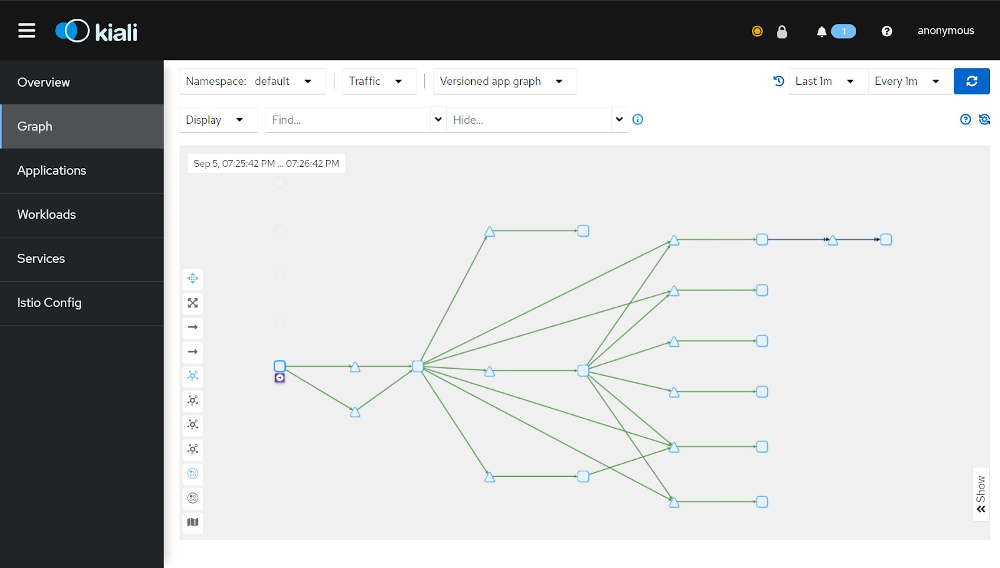 kiali
1
anonymous
Overview
Graph
Applications
Workloads
Services
Istio Config
Namespace: default
Traffic
Versioned app graph
Last 1m
Every 1m
Display
Find...
Hide...
Sep 5, 07:25:42 PM ... 07:26:42 PM
Show